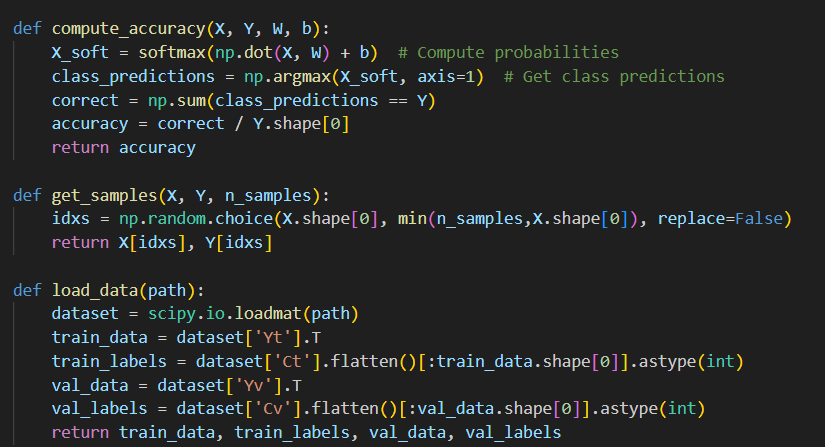 def compute_accuracy(X, Y, W, b):
    X_soft = softmax(np.dot(X, W) + b)  # Compute probabilities
    class_predictions = np.argmax(X_soft, axis=1)  # Get class predictions
    correct = np.sum(class_predictions == Y)
    accuracy = correct / Y.shape[0]
    return accuracy

def get_samples(X, Y, n_samples):
    idxs = np.random.choice(X.shape[0], min(n_samples,X.shape[0]), replace=False)
    return X[idxs], Y[idxs]

def load_data(path):
    dataset = scipy.io.loadmat(path)
    train_data = dataset['Yt'].T
    train_labels = dataset['Ct'].flatten()[:train_data.shape[0]].astype(int)
    val_data = dataset['Yv'].T
    val_labels = dataset['Cv'].flatten()[:val_data.shape[0]].astype(int)
    return train_data, train_labels, val_data, val_labels